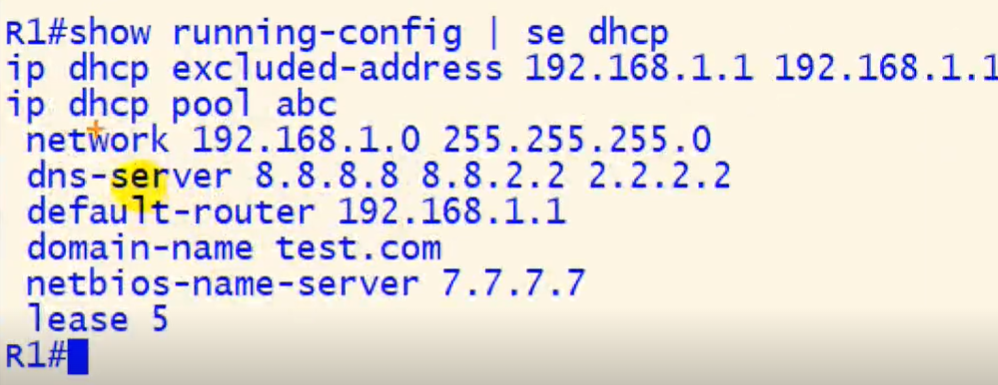 R1#show running-config | se dhcp
ip dhcp excluded-address 192.168.1.1 192.168.1.1
ip dhcp pool abc
network 192.168.1.0 255.255.255.0
dns-server 8.8.8.8 8.8.2.2 2.2.2.2
default-router 192.168.1.1
domain-name test.com
netbios-name-server 7.7.7.7
lease 5
R1#